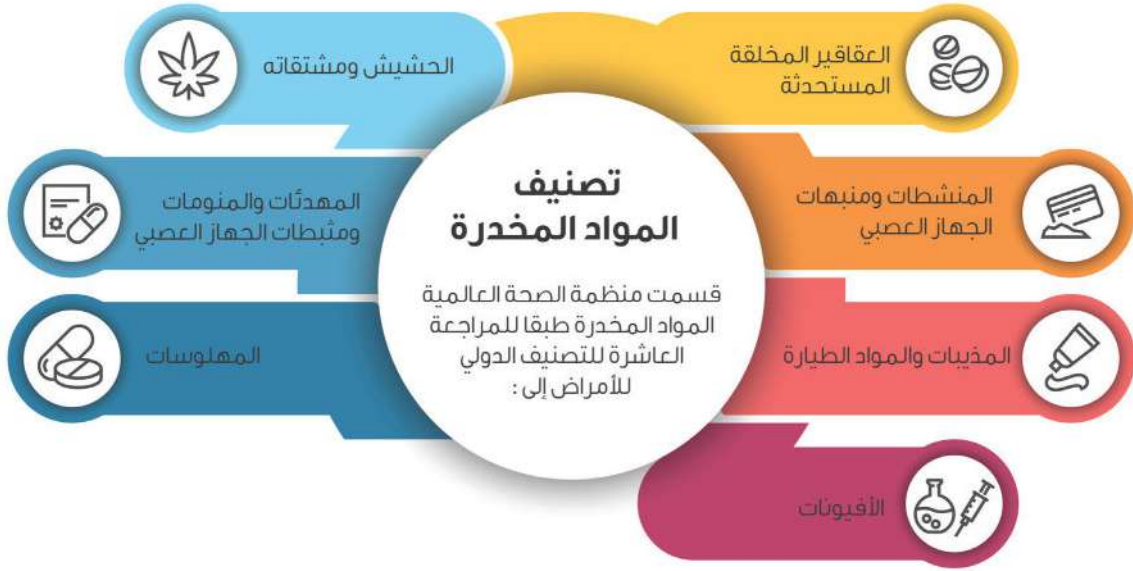 تصنيف
المواد المخدرة
قسمت منظمة الصحة العالمية
المواد المخدرة طبقا للمراجعة
العاشرة للتصنيف الدولي
للأمراض إلى :
العقاقير المخلقة
المستحدثة
المنشطات ومنبهات
الجهاز العصبي
المذيبات والمواد الطيارة
الأفيونات
الحشيش ومشتقاته
المهدئات والمنومات
ومثبطات الجهاز العصبي
المهلوسات